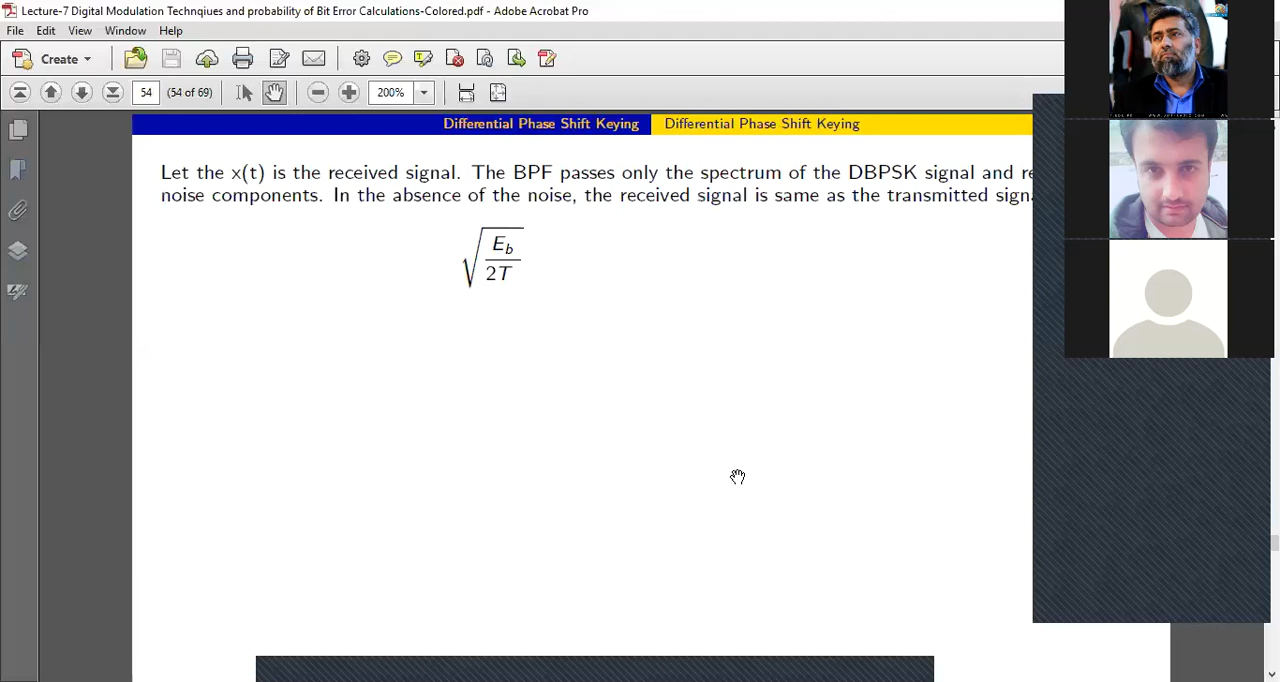 Lecture-7 Digital Modulation Technqiues and probability of Bit Error Calculations-Colored.pdf - Adobe Acrobat Pro
File Edit View Window Help
Create
54 (54 of 69) 200%
Differential Phase Shift Keying Differential Phase Shift Keying
Let the x(t) is the received signal. The BPF passes only the spectrum of the DBPSK signal and
noise components. In the absence of the noise, the received signal is same as the transmitted
√(E_b/2T)